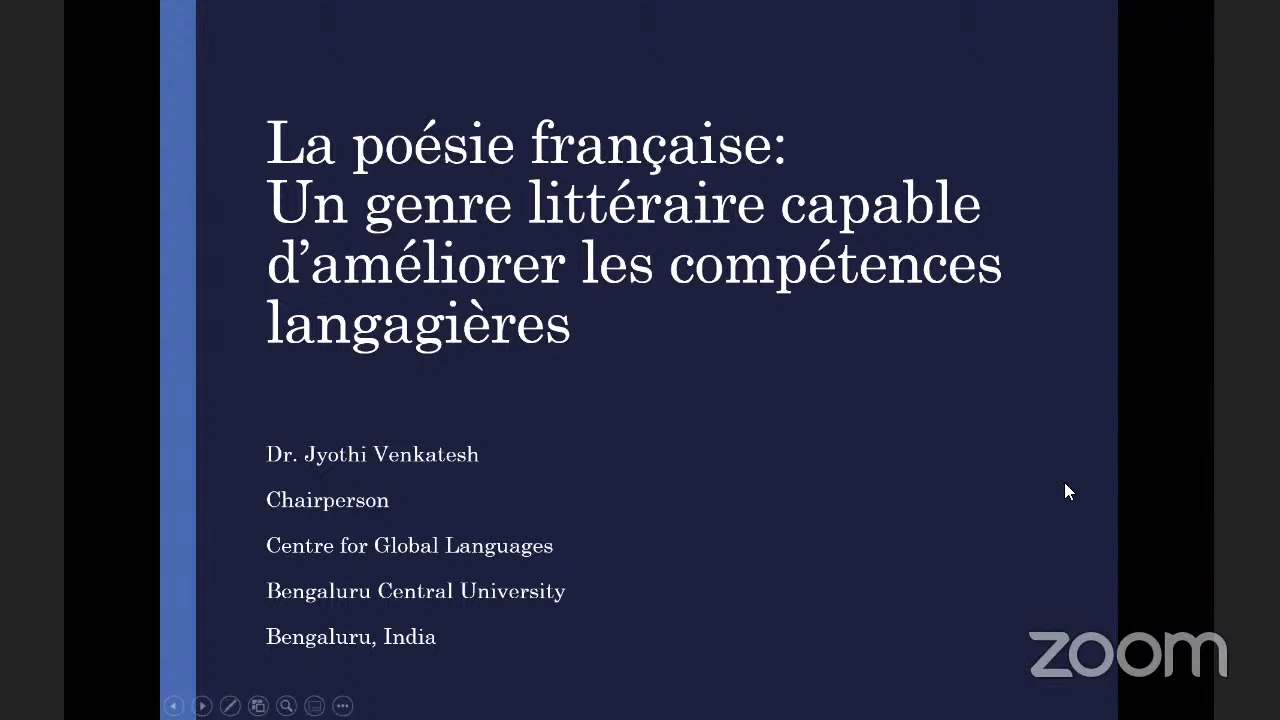 La poésie française:
Un genre littéraire capable
d’améliorer les compétences
langagières
Dr. Jyothi Venkatesh
Chairperson
Centre for Global Languages
Bengaluru Central University
Bengaluru, India
zoom